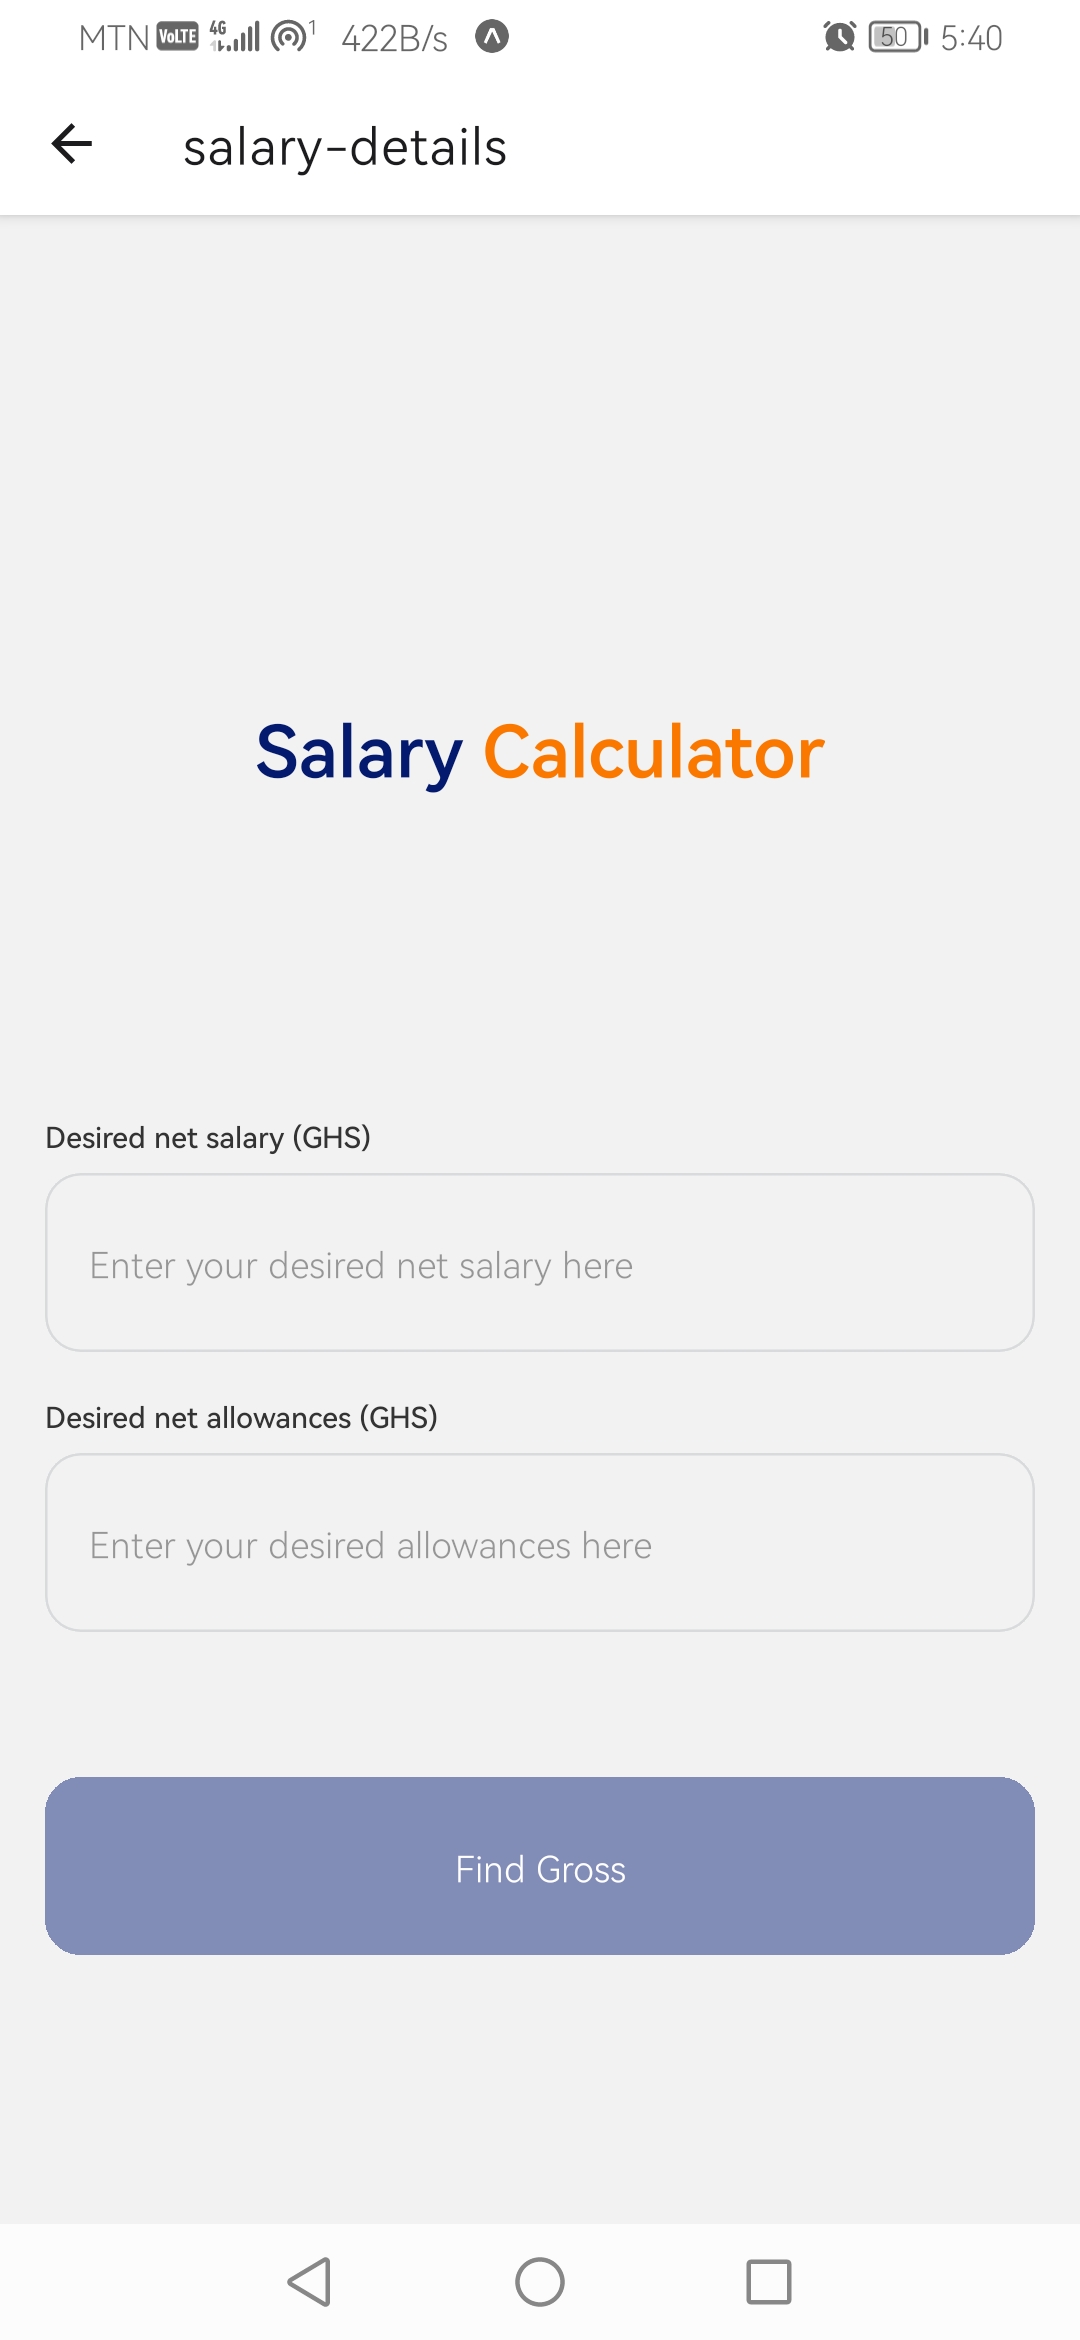 MTN VoLTE 4G 1 422B/s 50 5:40
salary-details
Salary Calculator
Desired net salary (GHS)
Enter your desired net salary here
Desired net allowances (GHS)
Enter your desired allowances here
Find Gross